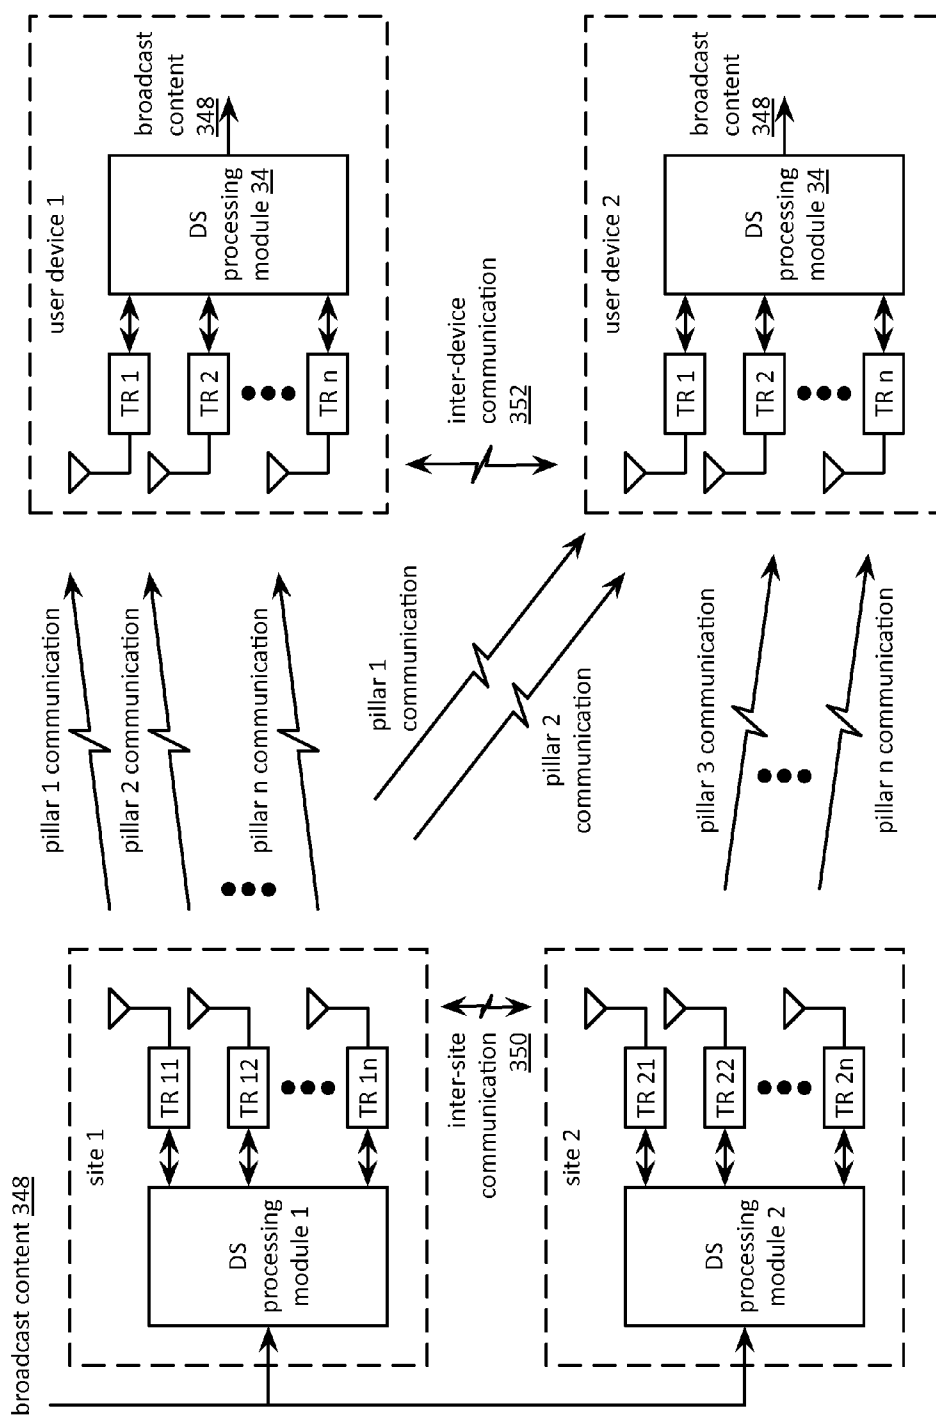 broadcast content 348
site 1
DS
processing
module 1
TR 11
TR 12
TR 1n
inter-site
communication
350
site 2
DS
processing
module 2
TR 21
TR 22
TR 2n
pillar 1 communication
pillar 2 communication
pillar n communication
pillar 1
communication
pillar 2
communication
pillar 3 communication
pillar n communication
user device 1
TR 1
TR 2
TR n
DS
processing
module 34
broadcast
content
348
inter-device
communication
352
user device 2
TR 1
TR 2
TR n
DS
processing
module 34
broadcast
content
348